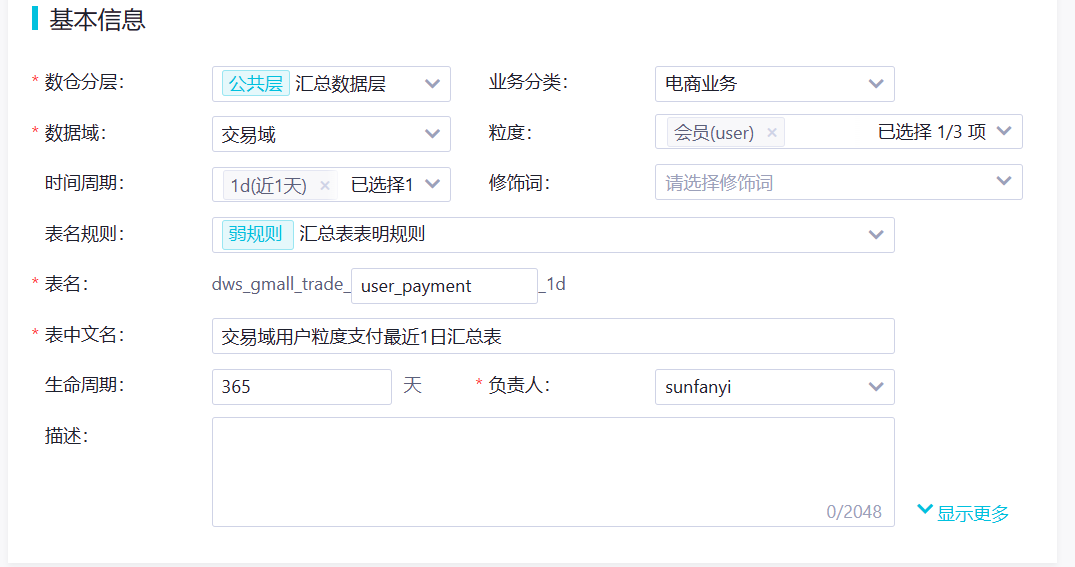 基本信息
* 数仓分层： 公共层 汇总数据层 业务分类： 电商业务
* 数据域： 交易域 粒度： 会员(user) × 已选择 1/3 项
时间周期： 1d(近1天) × 已选择1 修饰词： 请选择修饰词
表名规则： 弱规则 汇总表表明规则
* 表名： dws_gmall_trade_ user_payment _1d
* 表中文名： 交易域用户粒度支付最近1日汇总表
生命周期： 365 天 * 负责人： sunfanyi
描述：
0/2048
显示更多